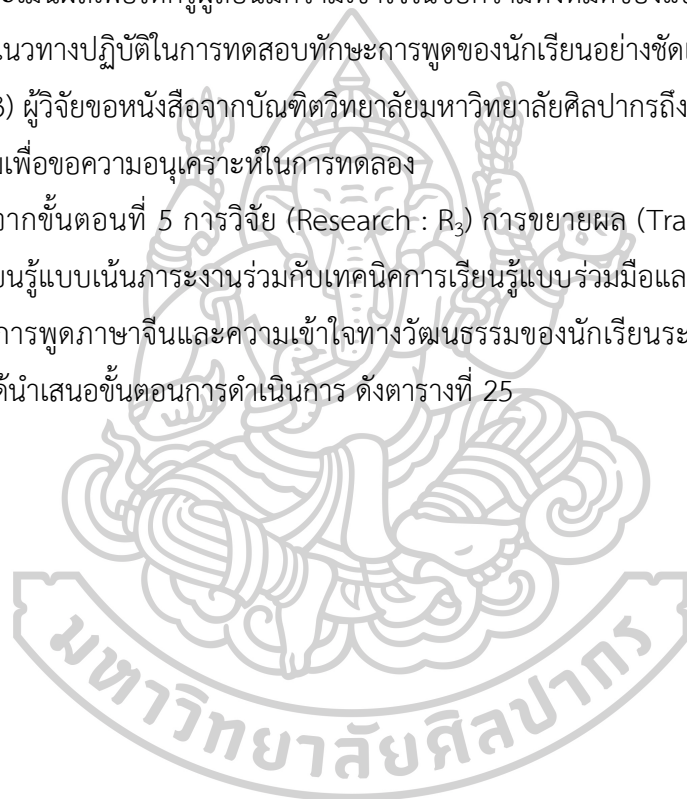 นวทางปฏิบัติในการทดสอบทักษะการพูดของนักเรียนอย่างชัด
) ผู้วิจัยขอหนังสือจากบัณฑิตวิทยาลัยมหาวิทยาลัยศิลปากรถึง
เพื่อขอความอนุเคราะห์ในการทดลอง
จากขั้นตอนที่ 5 การวิจัย (Research : R₃) การขยายผล (Tra
ยนรู้แบบเน้นภาระงานร่วมกับเทคนิคการเรียนรู้แบบร่วมมือและ
การพูดภาษาจีนและความเข้าใจทางวัฒนธรรมของนักเรียนระ
ด้นำเสนอขั้นตอนการดำเนินการ ดังตารางที่ 25
มหาวิทยาลัยศิลปากร